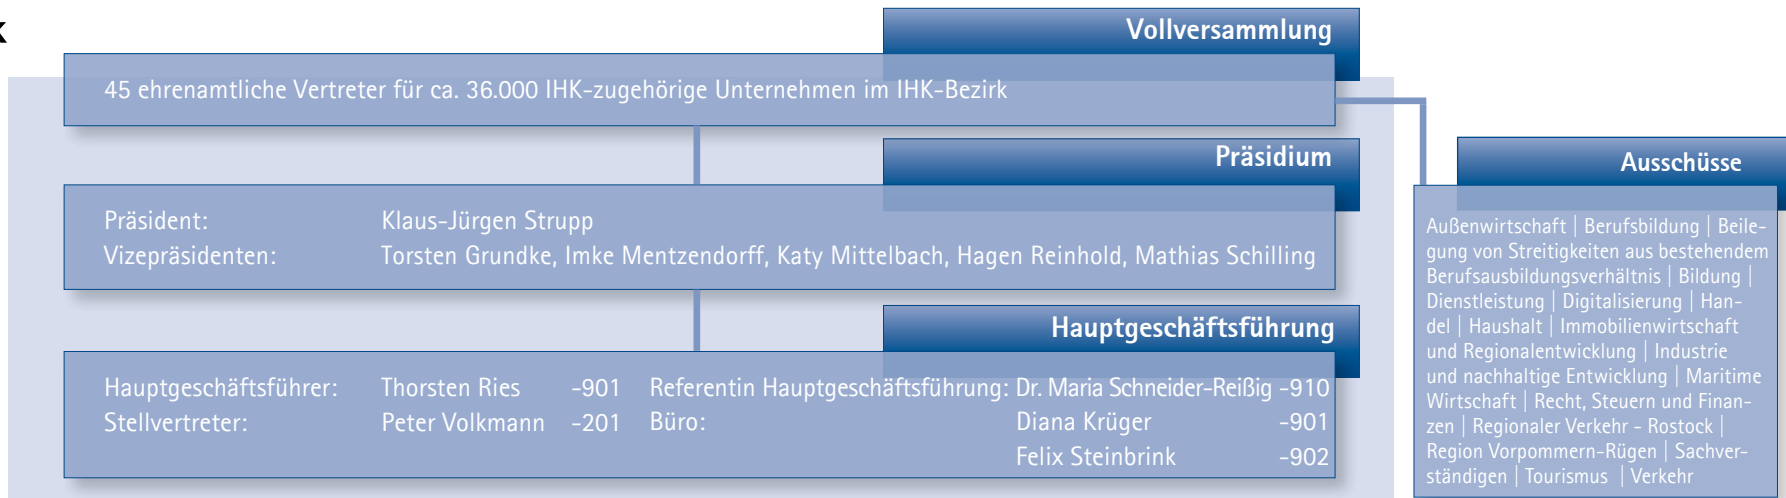 k
Vollversammlung
45 ehrenamtliche Vertreter für ca. 36.000 IHK-zugehörige Unternehmen im IHK-Bezirk
Präsidium
Präsident: Klaus-Jürgen Strupp
Vizepräsidenten: Torsten Grundke, Imke Mentzendorff, Katy Mittelbach, Hagen Reinhold, Mathias Schilling
Hauptgeschäftsführung
Hauptgeschäftsführer: Thorsten Ries -901 Referentin Hauptgeschäftsführung: Dr. Maria Schneider-Reißig -910
Stellvertreter: Peter Volkmann -201 Büro: Diana Krüger -901
Felix Steinbrink -902
Ausschüsse
Außenwirtschaft | Berufsbildung | Beile-
gung von Streitigkeiten aus bestehendem
Berufsausbildungsverhältnis | Bildung |
Dienstleistung | Digitalisierung | Han-
del | Haushalt | Immobilienwirtschaft
und Regionalentwicklung | Industrie
und nachhaltige Entwicklung | Maritime
Wirtschaft | Recht, Steuern und Finan-
zen | Regionaler Verkehr - Rostock |
Region Vorpommern-Rügen | Sachver-
ständigen | Tourismus | Verkehr